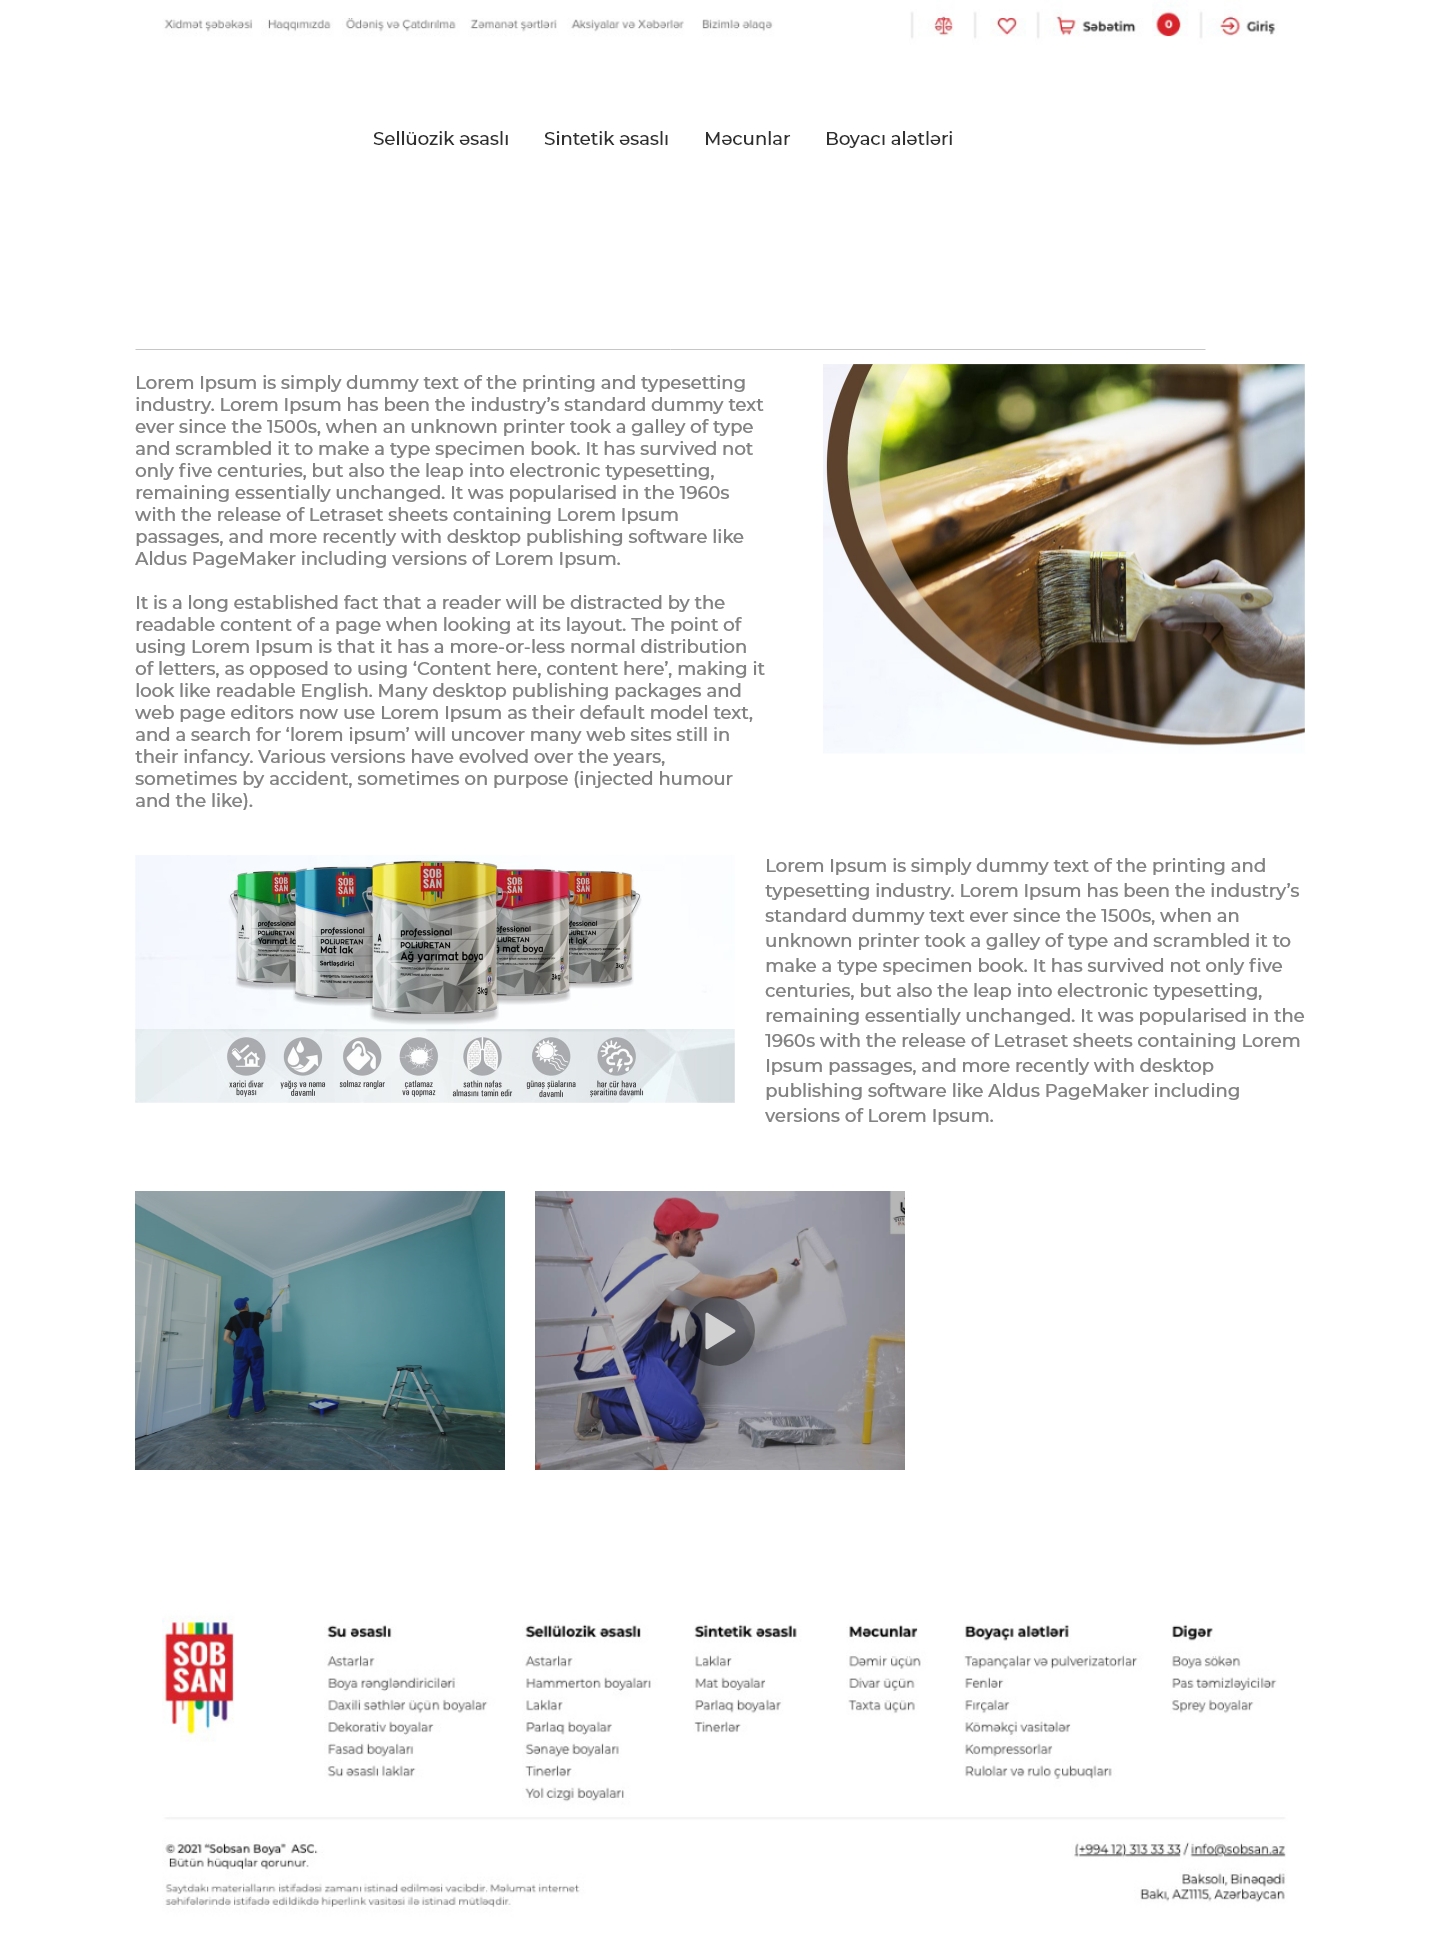 Xidmət şəbəkəsi Haqqımızda Ödəniş və Çatdırılma Zəmanət şərtləri Aksiyalar və Xəbərlər Bizimlə əlaqə Səbətim 0 Giriş
Sellüozik əsaslı Sintetik əsaslı Məcunlar Boyacı alətləri
Lorem Ipsum is simply dummy text of the printing and typesetting
industry. Lorem Ipsum has been the industry’s standard dummy text
ever since the 1500s, when an unknown printer took a galley of type
and scrambled it to make a type specimen book. It has survived not
only five centuries, but also the leap into electronic typesetting,
remaining essentially unchanged. It was popularised in the 1960s
with the release of Letraset sheets containing Lorem Ipsum
passages, and more recently with desktop publishing software like
Aldus PageMaker including versions of Lorem Ipsum.
It is a long established fact that a reader will be distracted by the
readable content of a page when looking at its layout. The point of
using Lorem Ipsum is that it has a more-or-less normal distribution
of letters, as opposed to using ‘Content here, content here’, making it
look like readable English. Many desktop publishing packages and
web page editors now use Lorem Ipsum as their default model text,
and a search for ‘lorem ipsum’ will uncover many web sites still in
their infancy. Various versions have evolved over the years,
sometimes by accident, sometimes on purpose (injected humour
and the like).
SOB
SAN
professional
POLIURETAN
Yarımat la
SOB
SAN
professional
POLIURETAN
Mat lak
Sərtləşdirici
SOB
SAN
professional
POLIURETAN
Ağ yarımat boya
3kg
SOB
SAN
professional
POLIURETAN
ğ mat boya
3kg
SOB
SAN
professional
LIURETAN
t lak
3kg
xarici divar
boyası
yağış və nəmə
davamlı
solmaz rənglər
çatlamaz
və qopmaz
səthin nəfəs
almasını təmin edir
günəş şüalarına
davamlı
hər cür hava
şəraitinə davamlı
Lorem Ipsum is simply dummy text of the printing and
typesetting industry. Lorem Ipsum has been the industry’s
standard dummy text ever since the 1500s, when an
unknown printer took a galley of type and scrambled it to
make a type specimen book. It has survived not only five
centuries, but also the leap into electronic typesetting,
remaining essentially unchanged. It was popularised in the
1960s with the release of Letraset sheets containing Lorem
Ipsum passages, and more recently with desktop
publishing software like Aldus PageMaker including
versions of Lorem Ipsum.
SOB
SAN
Su əsaslı
Astarlar
Boya rəngləndiriciləri
Daxili səthlər üçün boyalar
Dekorativ boyalar
Fasad boyaları
Su əsaslı laklar
Sellülozik əsaslı
Astarlar
Hammerton boyaları
Laklar
Parlaq boyalar
Sənaye boyaları
Tinerlər
Yol cizgi boyaları
Sintetik əsaslı
Laklar
Mat boyalar
Parlaq boyalar
Tinerlər
Məcunlar
Dəmir üçün
Divar üçün
Taxta üçün
Boyaçı alətləri
Tapançalar və pulverizatorlar
Fenlər
Fırçalar
Köməkçi vasitələr
Kompressorlar
Rulolar və rulo çubuqları
Digər
Boya sökən
Pas təmizləyicilər
Sprey boyalar
© 2021 “Sobsan Boya” ASC.
Bütün hüquqlar qorunur.
Saytdakı materialların istifadəsi zamanı istinad edilməsi vacibdir. Məlumat internet
səhifələrində istifadə edildikdə hiperlink vasitəsi ilə istinad mütləqdir.
(+994 12) 313 33 33 / info@sobsan.az
Baksolı, Binəqədi
Bakı, AZ1115, Azərbaycan